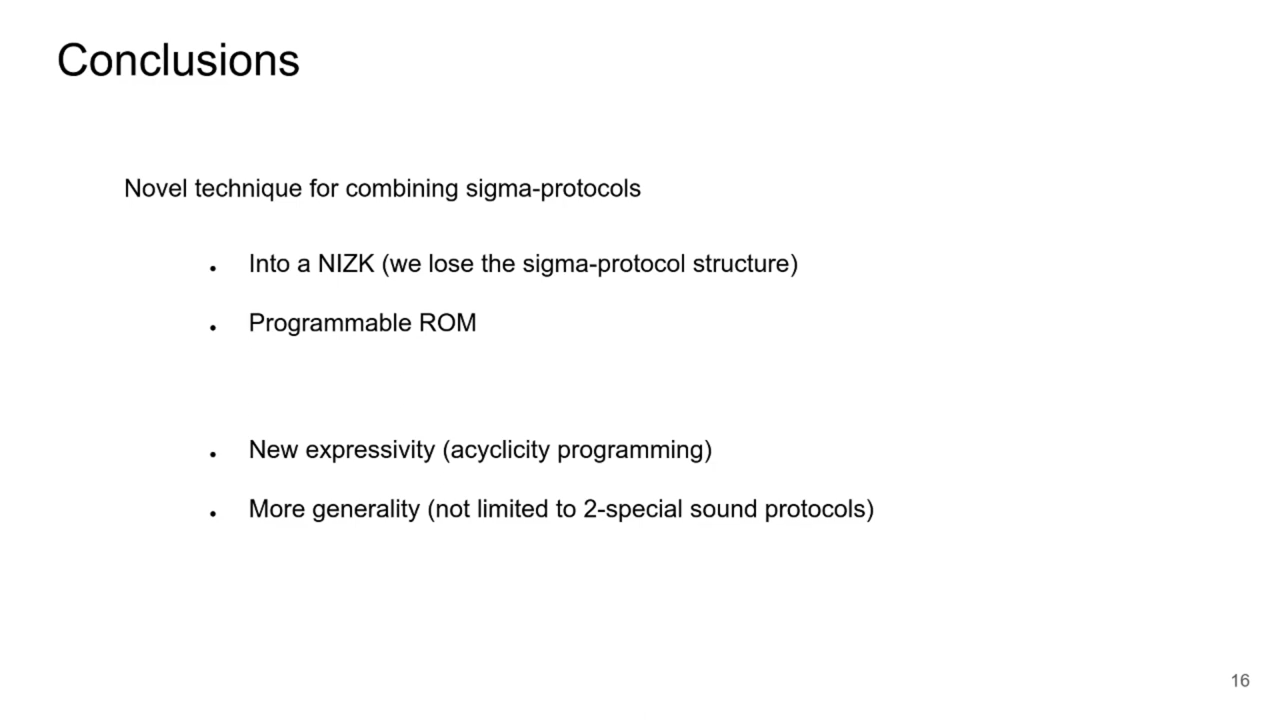 Conclusions
Novel technique for combining sigma-protocols
• Into a NIZK (we lose the sigma-protocol structure)
• Programmable ROM
• New expressivity (acyclicity programming)
• More generality (not limited to 2-special sound protocols)
16